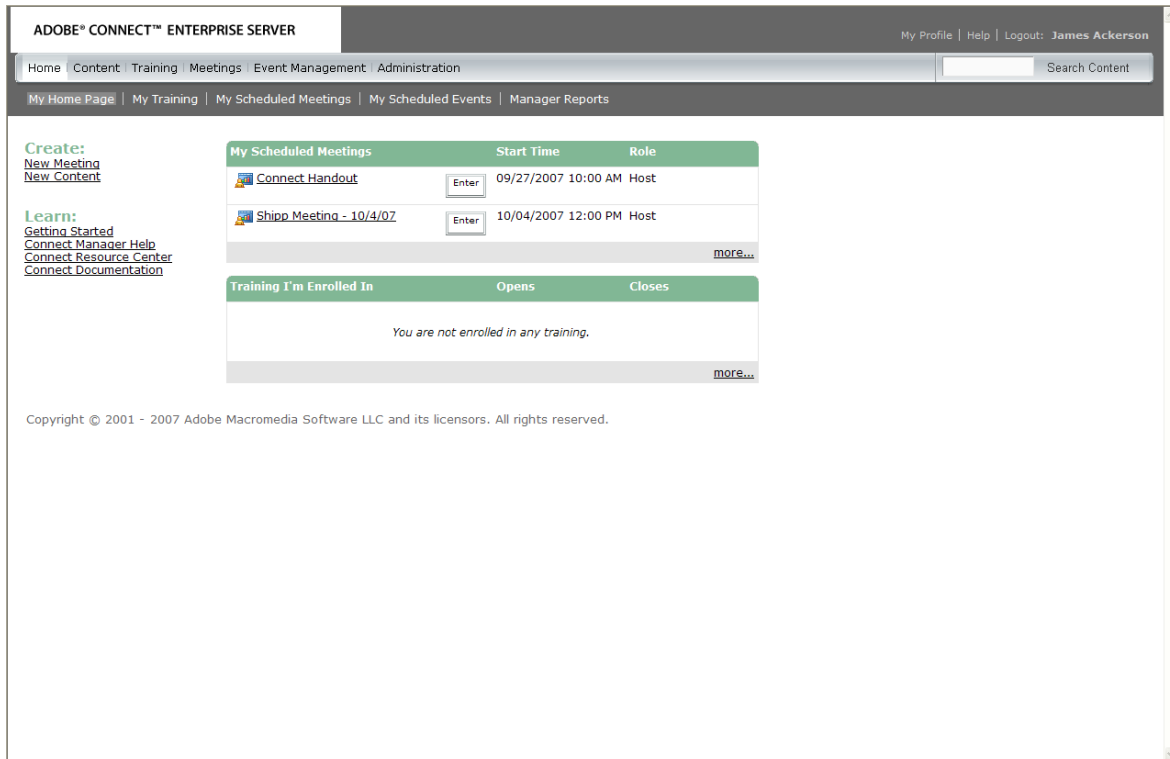 ADOBE® CONNECT™ ENTERPRISE SERVER
My Profile | Help | Logout: James Ackerson
Home | Content | Training | Meetings | Event Management | Administration
Search Content
My Home Page | My Training | My Scheduled Meetings | My Scheduled Events | Manager Reports
Create:
New Meeting
New Content
Learn:
Getting Started
Connect Manager Help
Connect Resource Center
Connect Documentation
My Scheduled Meetings Start Time Role
Connect Handout Enter 09/27/2007 10:00 AM Host
Shipp Meeting - 10/4/07 Enter 10/04/2007 12:00 PM Host
more...
Training I'm Enrolled In Opens Closes
You are not enrolled in any training.
more...
Copyright © 2001 - 2007 Adobe Macromedia Software LLC and its licensors. All rights reserved.